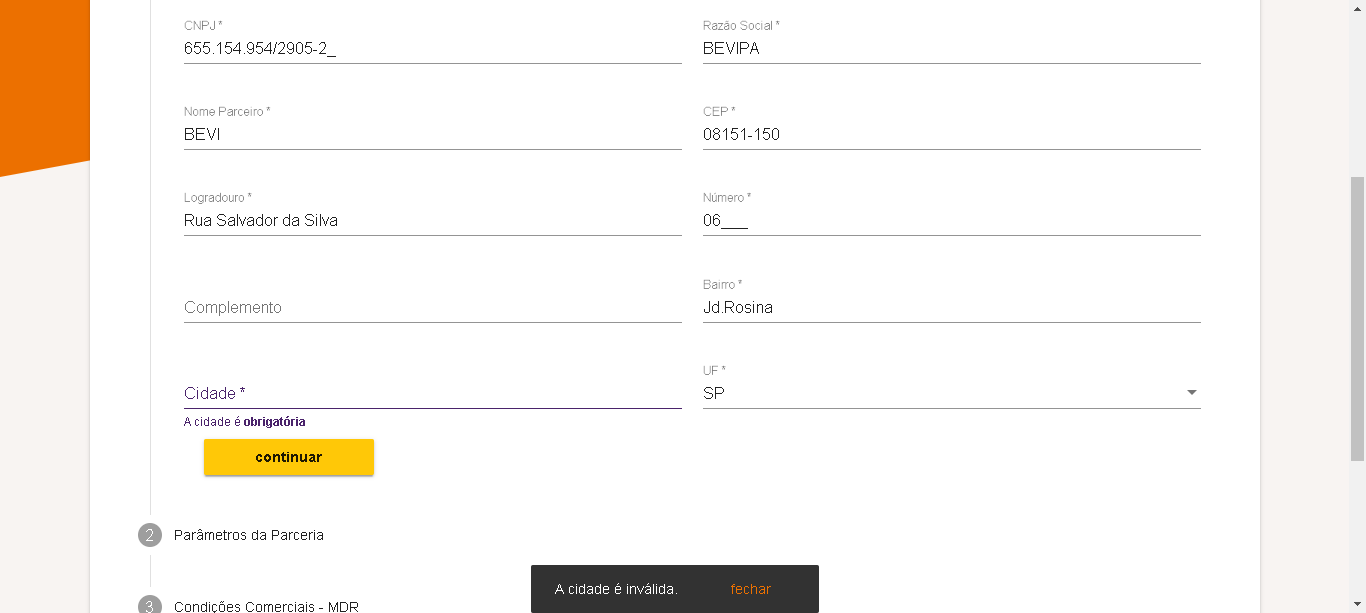 CNPJ *
655.154.954/2905-2_
Razão Social *
BEVIPA
Nome Parceiro *
BEVI
CEP *
08151-150
Logradouro *
Rua Salvador da Silva
Número *
06___
Complemento
Bairro *
Jd.Rosina
Cidade *
A cidade é obrigatória
UF *
SP
continuar
2 Parâmetros da Parceria
A cidade é inválida. fechar
3 Condições Comerciais - MDR